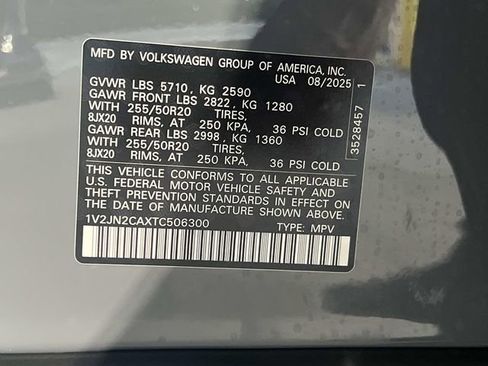 MFD BY VOLKSWAGEN GROUP OF AMERICA, INC.
USA 08/2025
GVWR LBS 5710, KG 2590
GAWR FRONT LBS 2822, KG 1280
WITH 255/50R20 TIRES,
8JX20 RIMS, AT 250 KPA, 36 PSI COLD
GAWR REAR LBS 2998, KG 1360
WITH 255/50R20 TIRES,
8JX20 RIMS, AT 250 KPA, 36 PSI COLD
THIS VEHICLE CONFORMS TO ALL APPLICABLE
U.S. FEDERAL MOTOR VEHICLE SAFETY AND
THEFT PREVENTION STANDARDS IN EFFECT ON
THE DATE OF MANUFACTURE SHOWN ABOVE.
1V2JN2CAXTC506300 TYPE: MPV
3528457 1